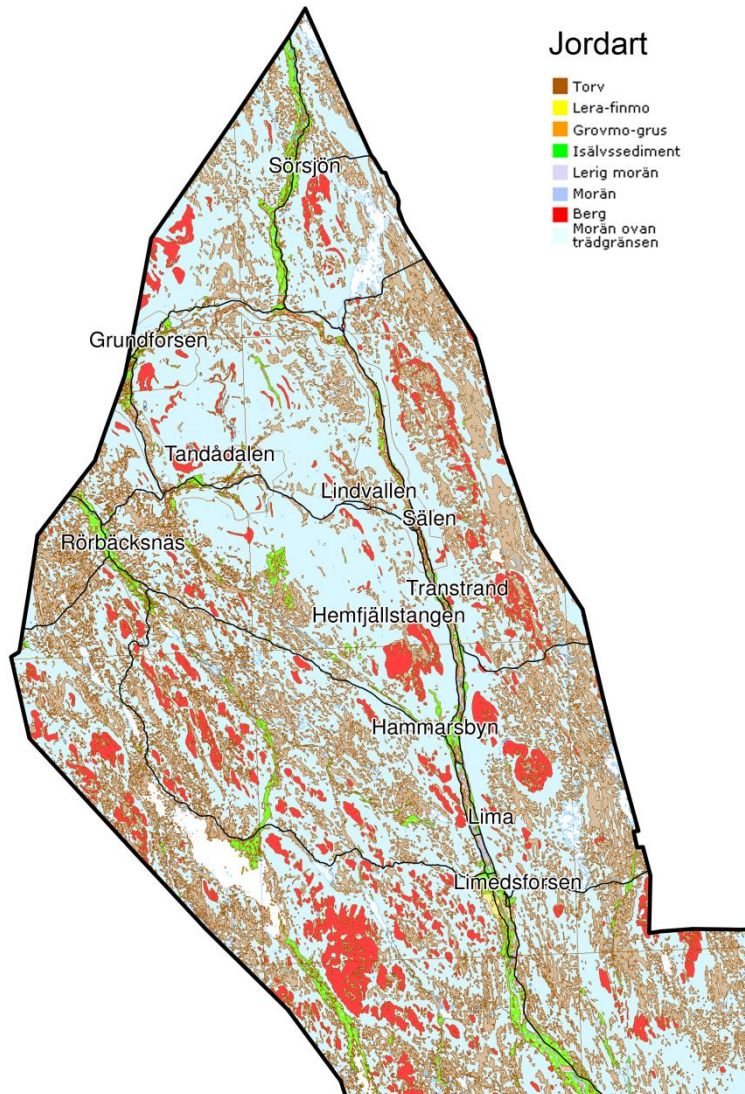 Jordart
Torv
Lera-finmo
Grovmo-grus
Isälvssediment
Lerig morän
Morän
Berg
Morän ovan
trädgränsen
Sörsjön
Grundforsen
Tandådalen
Lindvallen
Sälen
Rörbäcksnäs
Transtrand
Hemfjällstangen
Hammarsbyn
Lima
Limedsforsen